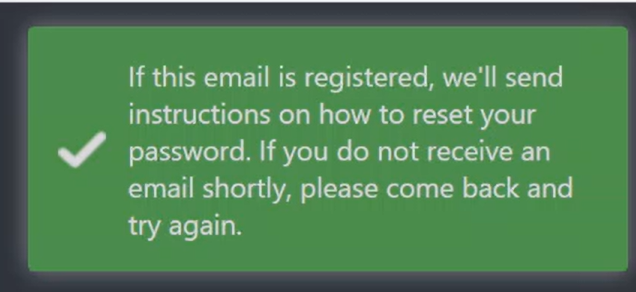 If this email is registered, we'll send
instructions on how to reset your
password. If you do not receive an
email shortly, please come back and
try again.